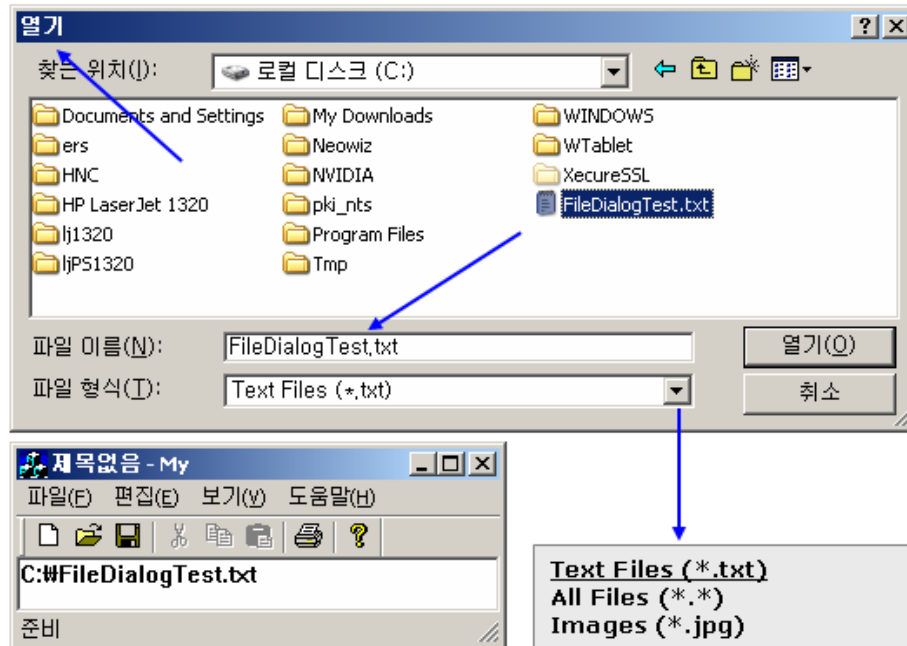 열기
찾는 위치(I): 로컬 디스크 (C:)
Documents and Settings My Downloads WINDOWS
ers Neowiz WTablet
HNC NVIDIA XecureSSL
HP LaserJet 1320 pki_nts FileDialogTest.txt
lj1320 Program Files
ljPS1320 Tmp
파일 이름(N): FileDialogTest.txt 열기(O)
파일 형식(T): Text Files (*.txt) 취소
제목없음 - My
파일(F) 편집(E) 보기(V) 도움말(H)
C:₩FileDialogTest.txt
준비
Text Files (*.txt)
All Files (*.*)
Images (*.jpg)